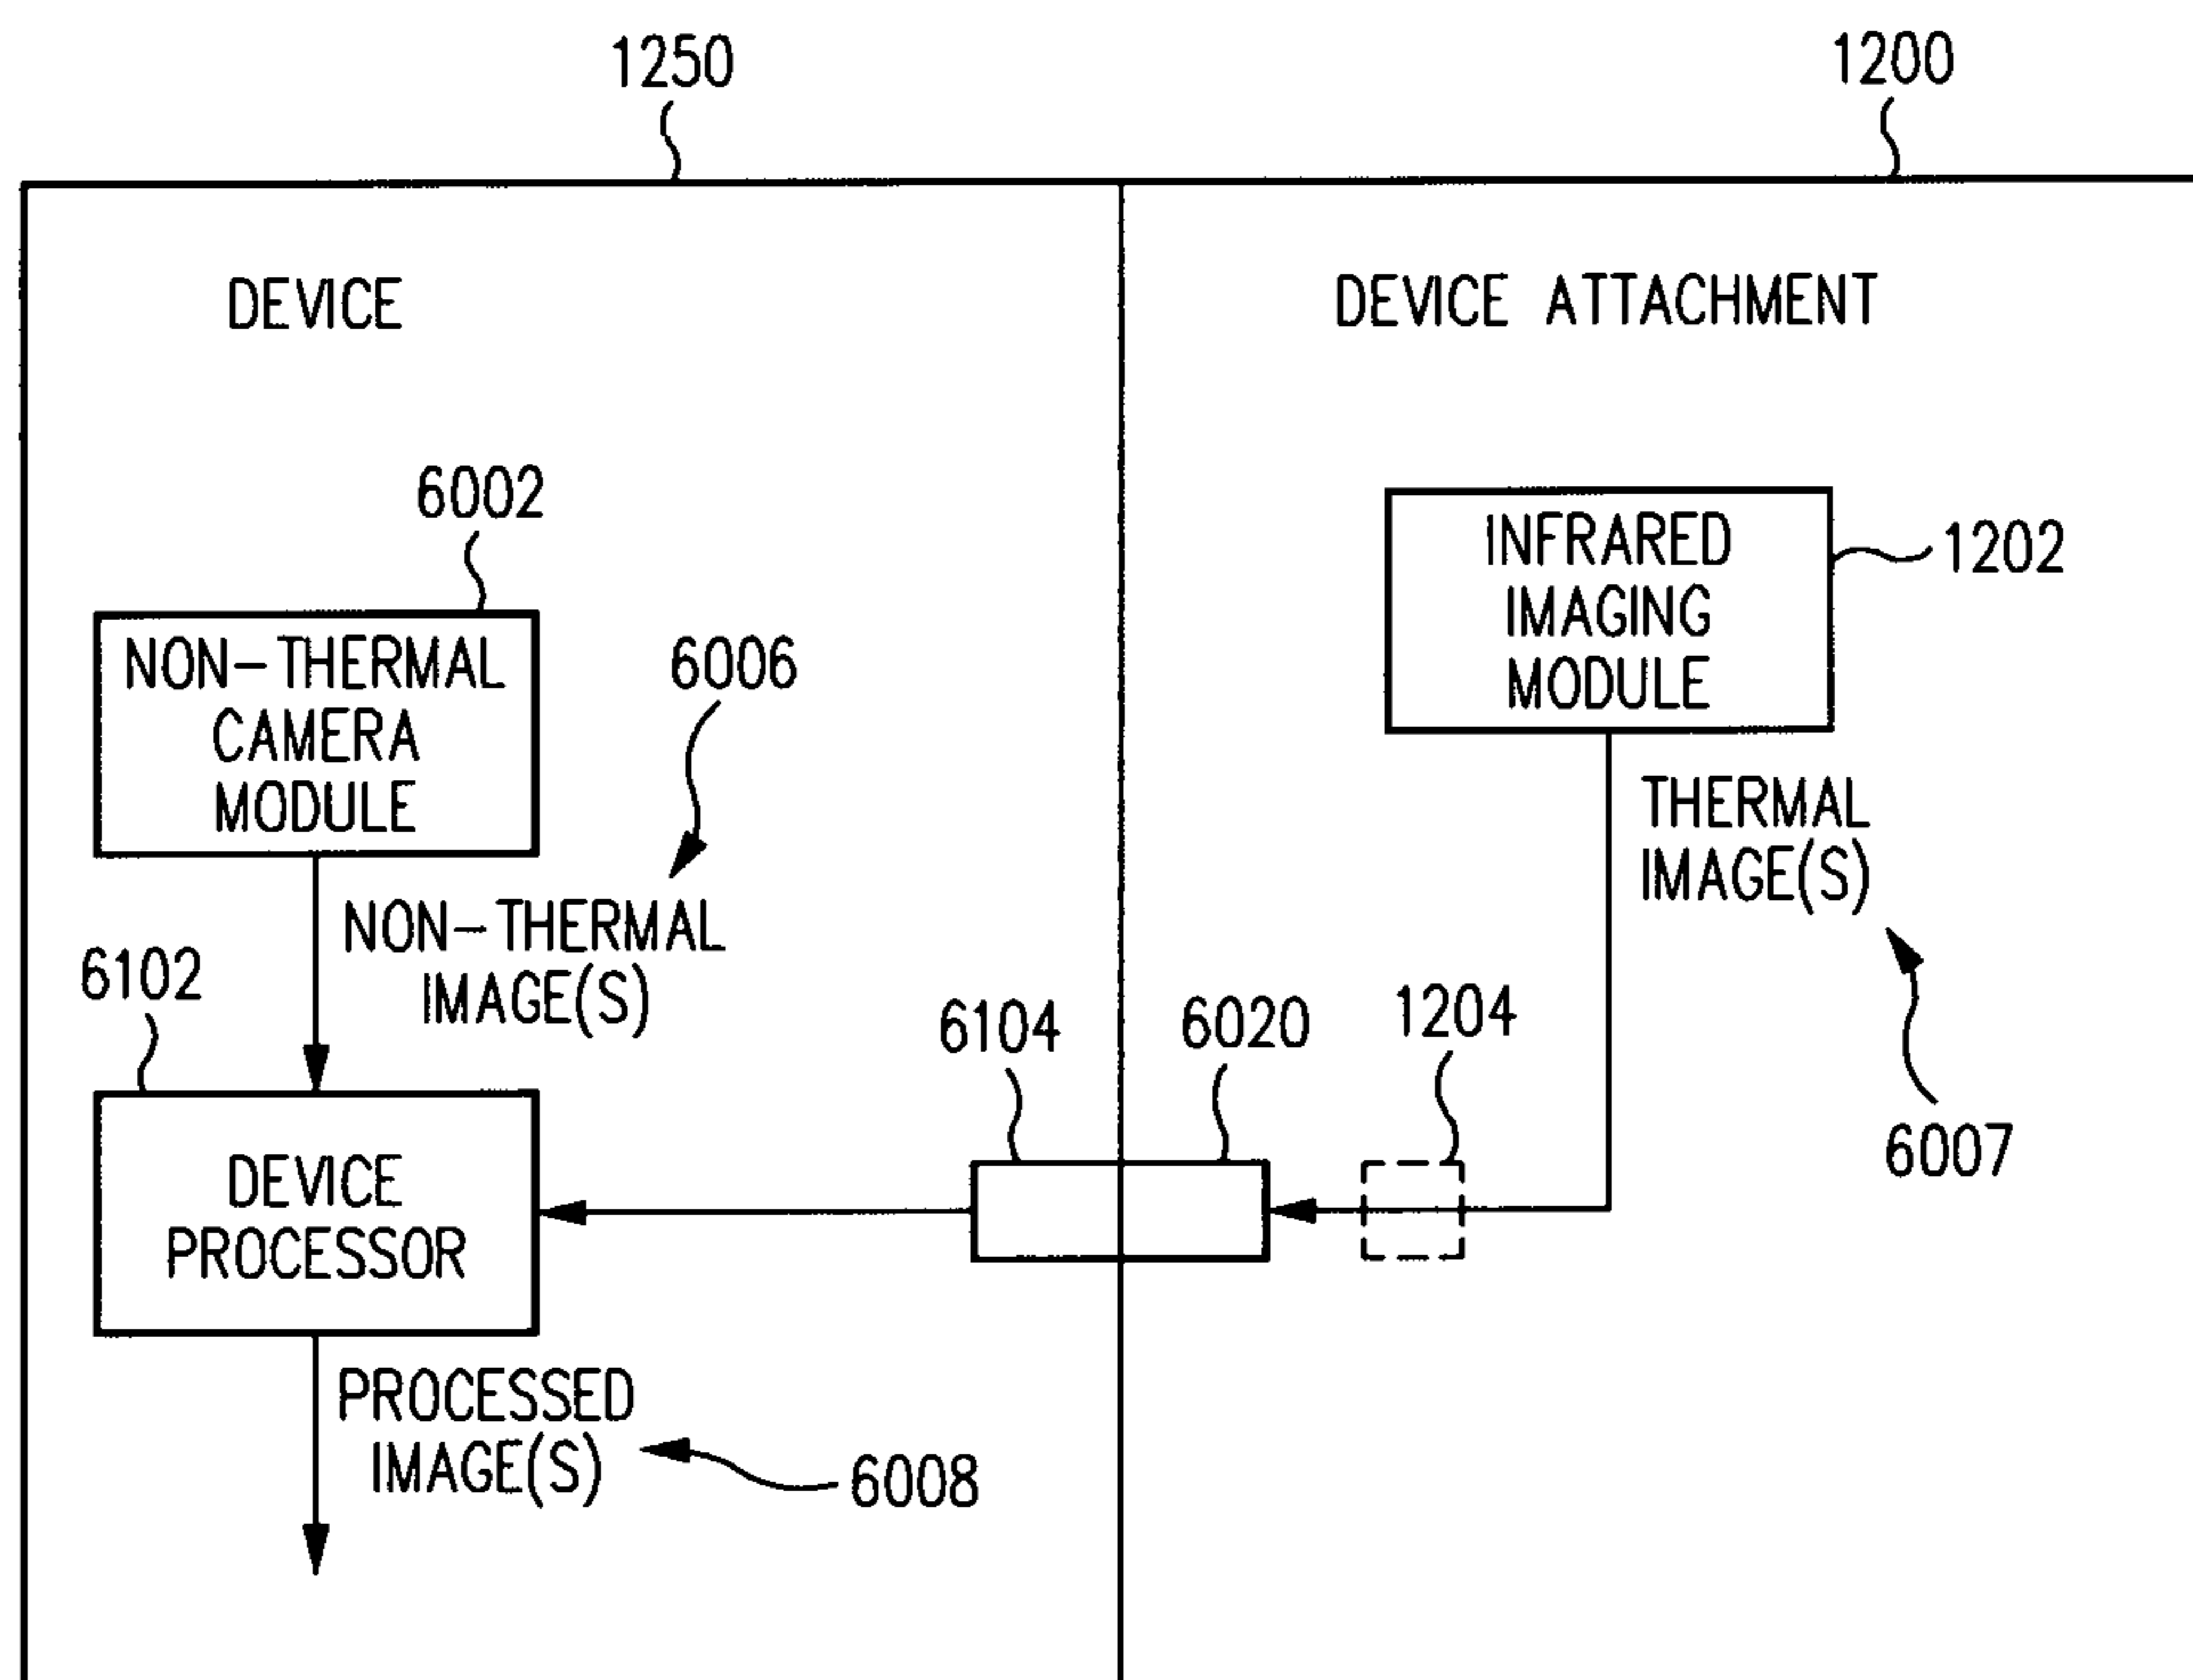 1250
1200
DEVICE
DEVICE ATTACHMENT
6002
NON-THERMAL
CAMERA
MODULE
6006
INFRARED
IMAGING
MODULE
1202
THERMAL
IMAGE(S)
6007
NON-THERMAL
IMAGE(S)
6102
6104
6020
1204
DEVICE
PROCESSOR
PROCESSED
IMAGE(S)
6008